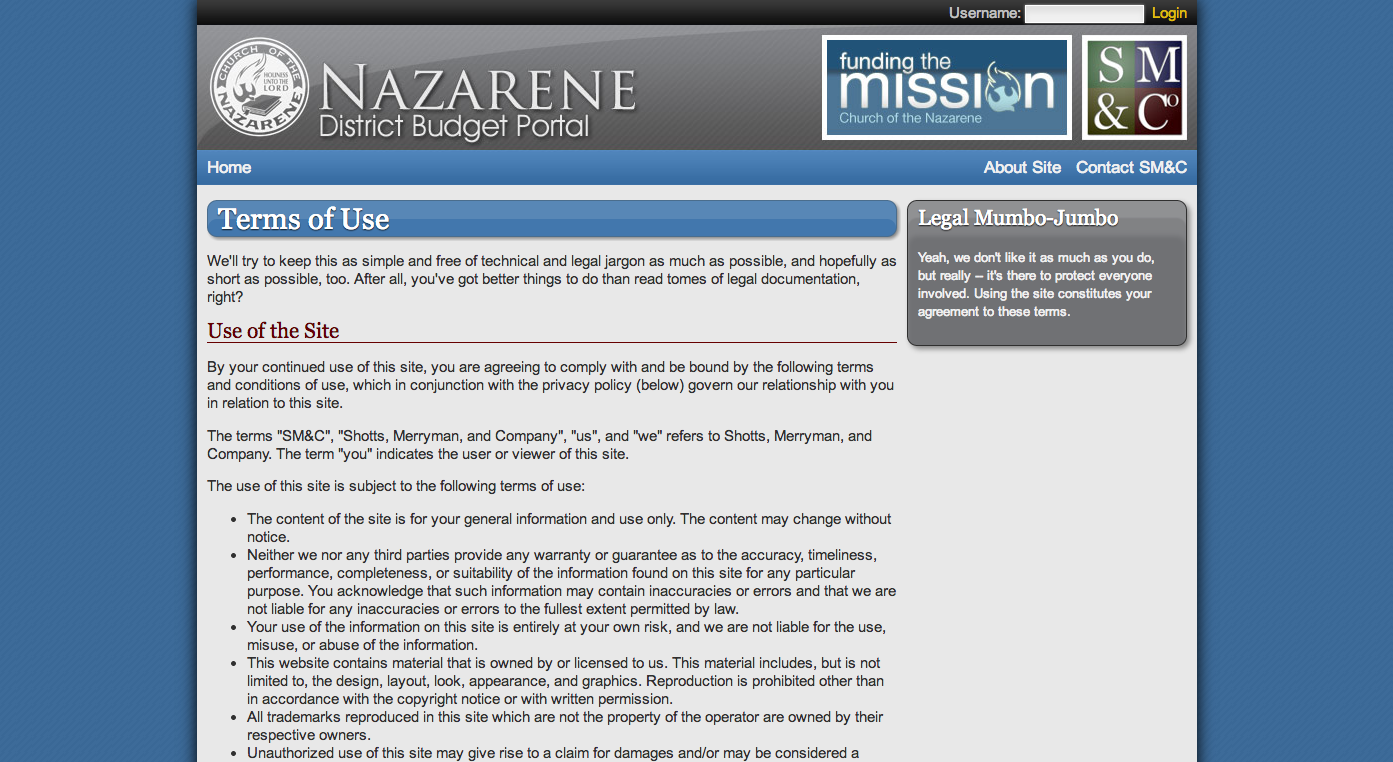 Username: Login
CHURCH OF THE NAZARENE
HOLINESS
UNTO THE
LORD
NAZARENE
District Budget Portal
funding the
mission
Church of the Nazarene
S M
& Co
Home About Site Contact SM&C
Terms of Use
We'll try to keep this as simple and free of technical and legal jargon as much as possible, and hopefully as
short as possible, too. After all, you've got better things to do than read tomes of legal documentation,
right?
Use of the Site
By your continued use of this site, you are agreeing to comply with and be bound by the following terms
and conditions of use, which in conjunction with the privacy policy (below) govern our relationship with you
in relation to this site.
The terms "SM&C", "Shotts, Merryman, and Company", "us", and "we" refers to Shotts, Merryman, and
Company. The term "you" indicates the user or viewer of this site.
The use of this site is subject to the following terms of use:
• The content of the site is for your general information and use only. The content may change without
notice.
• Neither we nor any third parties provide any warranty or guarantee as to the accuracy, timeliness,
performance, completeness, or suitability of the information found on this site for any particular
purpose. You acknowledge that such information may contain inaccuracies or errors and that we are
not liable for any inaccuracies or errors to the fullest extent permitted by law.
• Your use of the information on this site is entirely at your own risk, and we are not liable for the use,
misuse, or abuse of the information.
• This website contains material that is owned by or licensed to us. This material includes, but is not
limited to, the design, layout, look, appearance, and graphics. Reproduction is prohibited other than
in accordance with the copyright notice or with written permission.
• All trademarks reproduced in this site which are not the property of the operator are owned by their
respective owners.
• Unauthorized use of this site may give rise to a claim for damages and/or may be considered a
Legal Mumbo-Jumbo
Yeah, we don't like it as much as you do,
but really – it's there to protect everyone
involved. Using the site constitutes your
agreement to these terms.